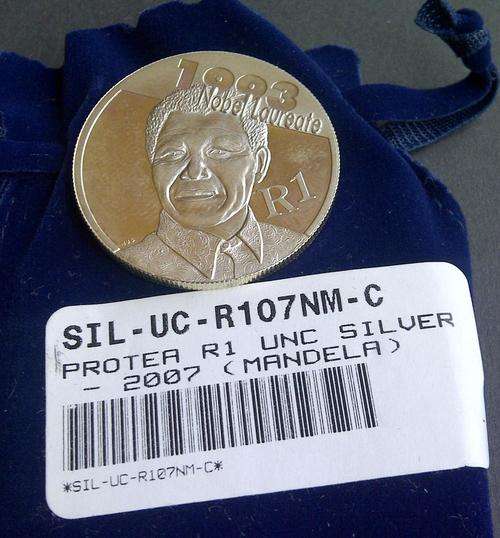 1993
Nobel Laureate
R1
SIL-UC-R107NM-C
PROTEA R1 UNC SILVER
- 2007 (MANDELA)
*SIL-UC-R107NM-C*